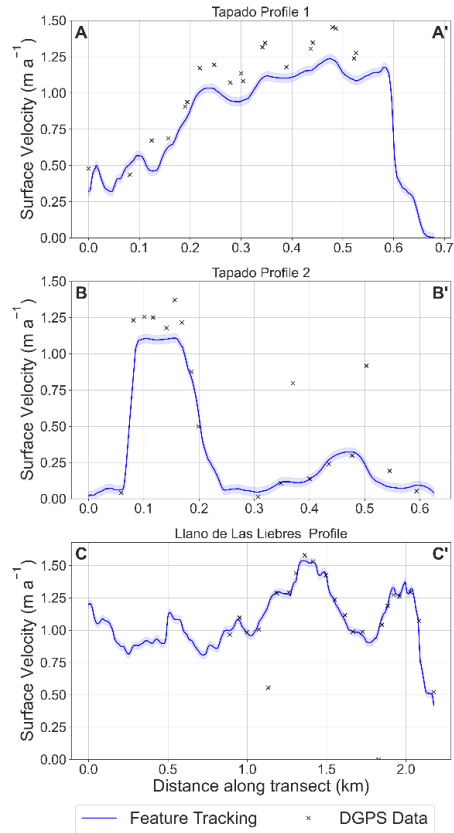 Tapado Profile 1
A A'
1.50
1.25
1.00
0.75
0.50
0.25
0.00
Surface Velocity (m a⁻¹)
0.0 0.1 0.2 0.3 0.4 0.5 0.6 0.7
Tapado Profile 2
B B'
1.50
1.25
1.00
0.75
0.50
0.25
0.00
Surface Velocity (m a⁻¹)
0.0 0.1 0.2 0.3 0.4 0.5 0.6
Llano de Las Liebres Profile
C C'
1.50
1.25
1.00
0.75
0.50
0.25
0.00
Surface Velocity (m a⁻¹)
0.0 0.5 1.0 1.5 2.0
Distance along transect (km)
Feature Tracking DGPS Data